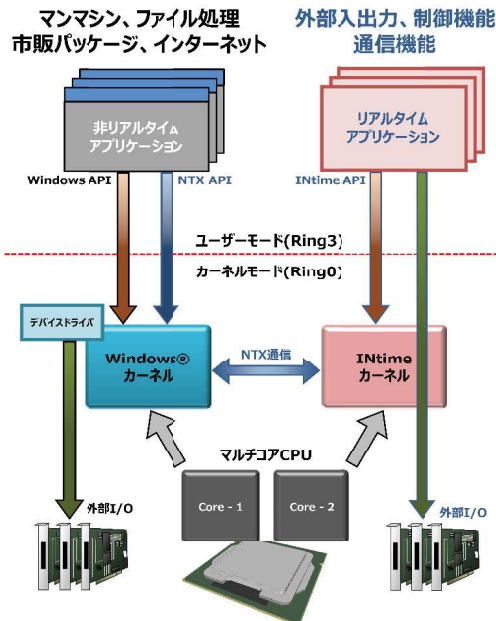 マンマシン、ファイル処理
市販パッケージ、インターネット
外部入出力、制御機能
通信機能
非リアルタイム
アプリケーション
リアルタイム
アプリケーション
Windows API
NTX API
INtime API
ユーザーモード(Ring3)
カーネルモード(Ring0)
デバイスドライバ
Windows®
カーネル
NTX通信
INtime
カーネル
マルチコアCPU
Core - 1
Core - 2
外部I/O
外部I/O